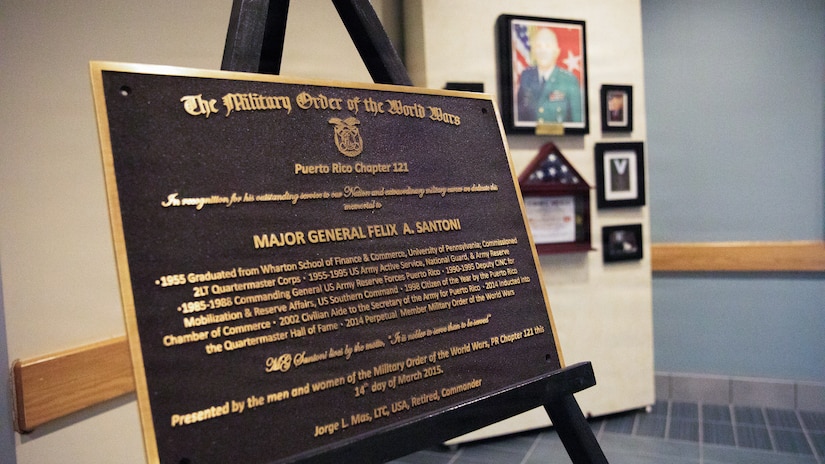 The Military Order of the World Wars
Puerto Rico Chapter 121
In recognition for his outstanding service to our Nation and extraordinary military career we dedicate this
memorial to
MAJOR GENERAL FELIX A. SANTONI
• 1955 Graduated from Wharton School of Finance & Commerce, University of Pennsylvania; Commissioned
2LT Quartermaster Corps • 1955-1995 US Army Active Service, National Guard, & Army Reserve
• 1985-1988 Commanding General US Army Reserve Forces Puerto Rico • 1990-1995 Deputy CINC for
Mobilization & Reserve Affairs, US Southern Command • 1998 Citizen of the Year by the Puerto Rico
Chamber of Commerce • 2002 Civilian Aide to the Secretary of the Army for Puerto Rico • 2014 inducted into
the Quartermaster Hall of Fame • 2014 Perpetual Member Military Order of the World Wars
MG Santoni lives by the motto: "It is nobler to serve than to be served"
Presented by the men and women of the Military Order of the World Wars, PR Chapter 121 this
14th day of March 2015.
Jorge L. Mas, LTC, USA, Retired, Commander